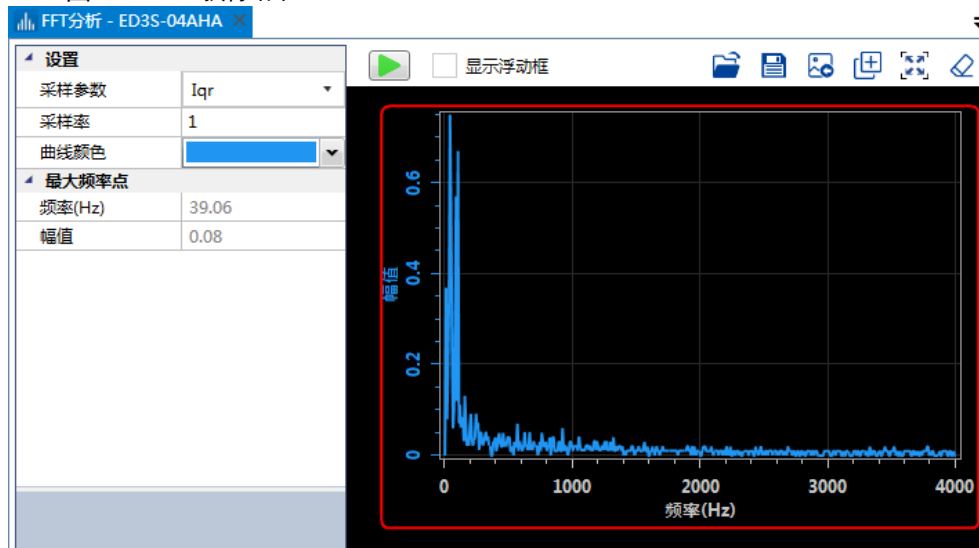 FFT分析 - ED3S-04AHA
设置
显示浮动框
采样参数 Iqr
采样率 1
曲线颜色
最大频率点
频率(Hz) 39.06
幅值 0.08
幅值
0.6
0.4
0.2
0
0 1000 2000 3000 4000
频率(Hz)